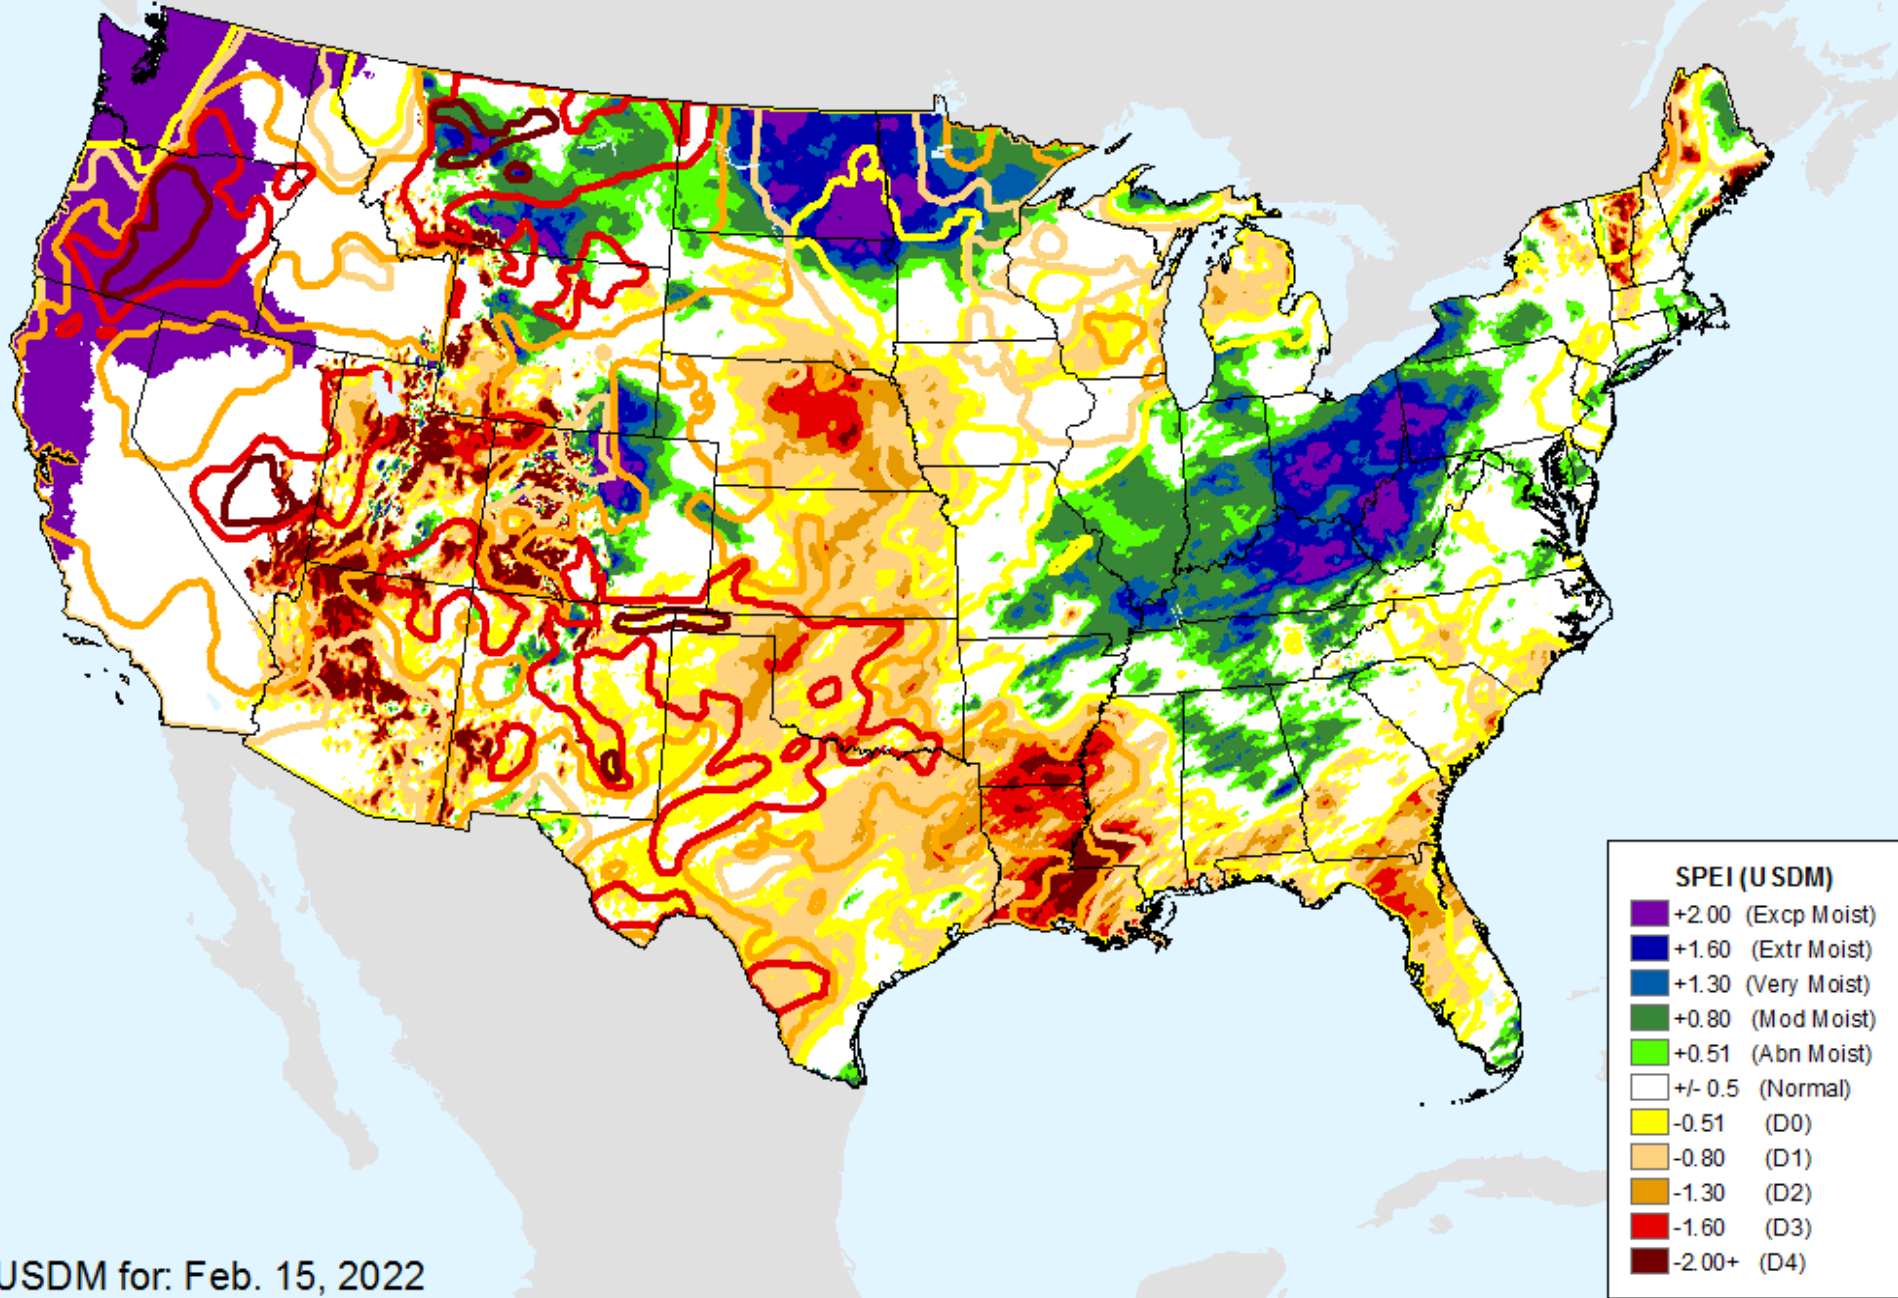 SPEI (USDM)
+2.00 (Excp Moist)
+1.60 (Extr Moist)
+1.30 (Very Moist)
+0.80 (Mod Moist)
+0.51 (Abn Moist)
+/- 0.5 (Normal)
-0.51 (D0)
-0.80 (D1)
-1.30 (D2)
-1.60 (D3)
-2.00+ (D4)
USDM for: Feb. 15, 2022